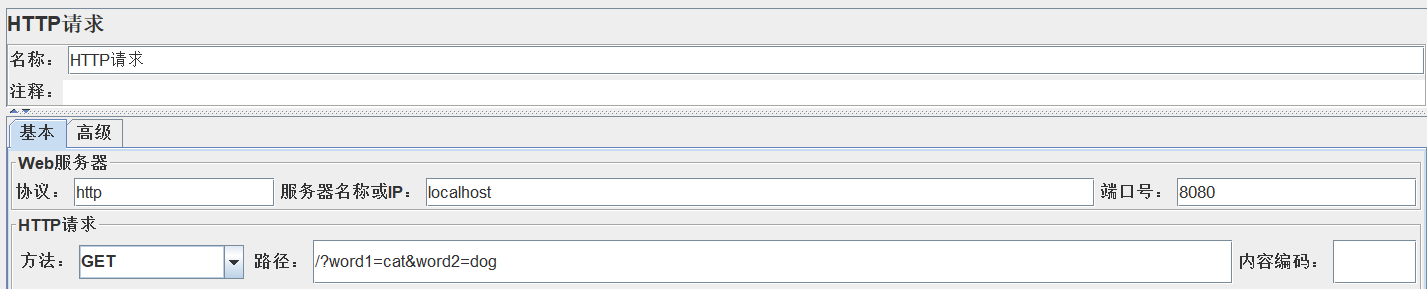 HTTP请求
名称： HTTP请求
注释：
基本 高级
Web服务器
协议： http 服务器名称或IP： localhost 端口号： 8080
HTTP请求
方法： GET 路径： /?word1=cat&word2=dog 内容编码：